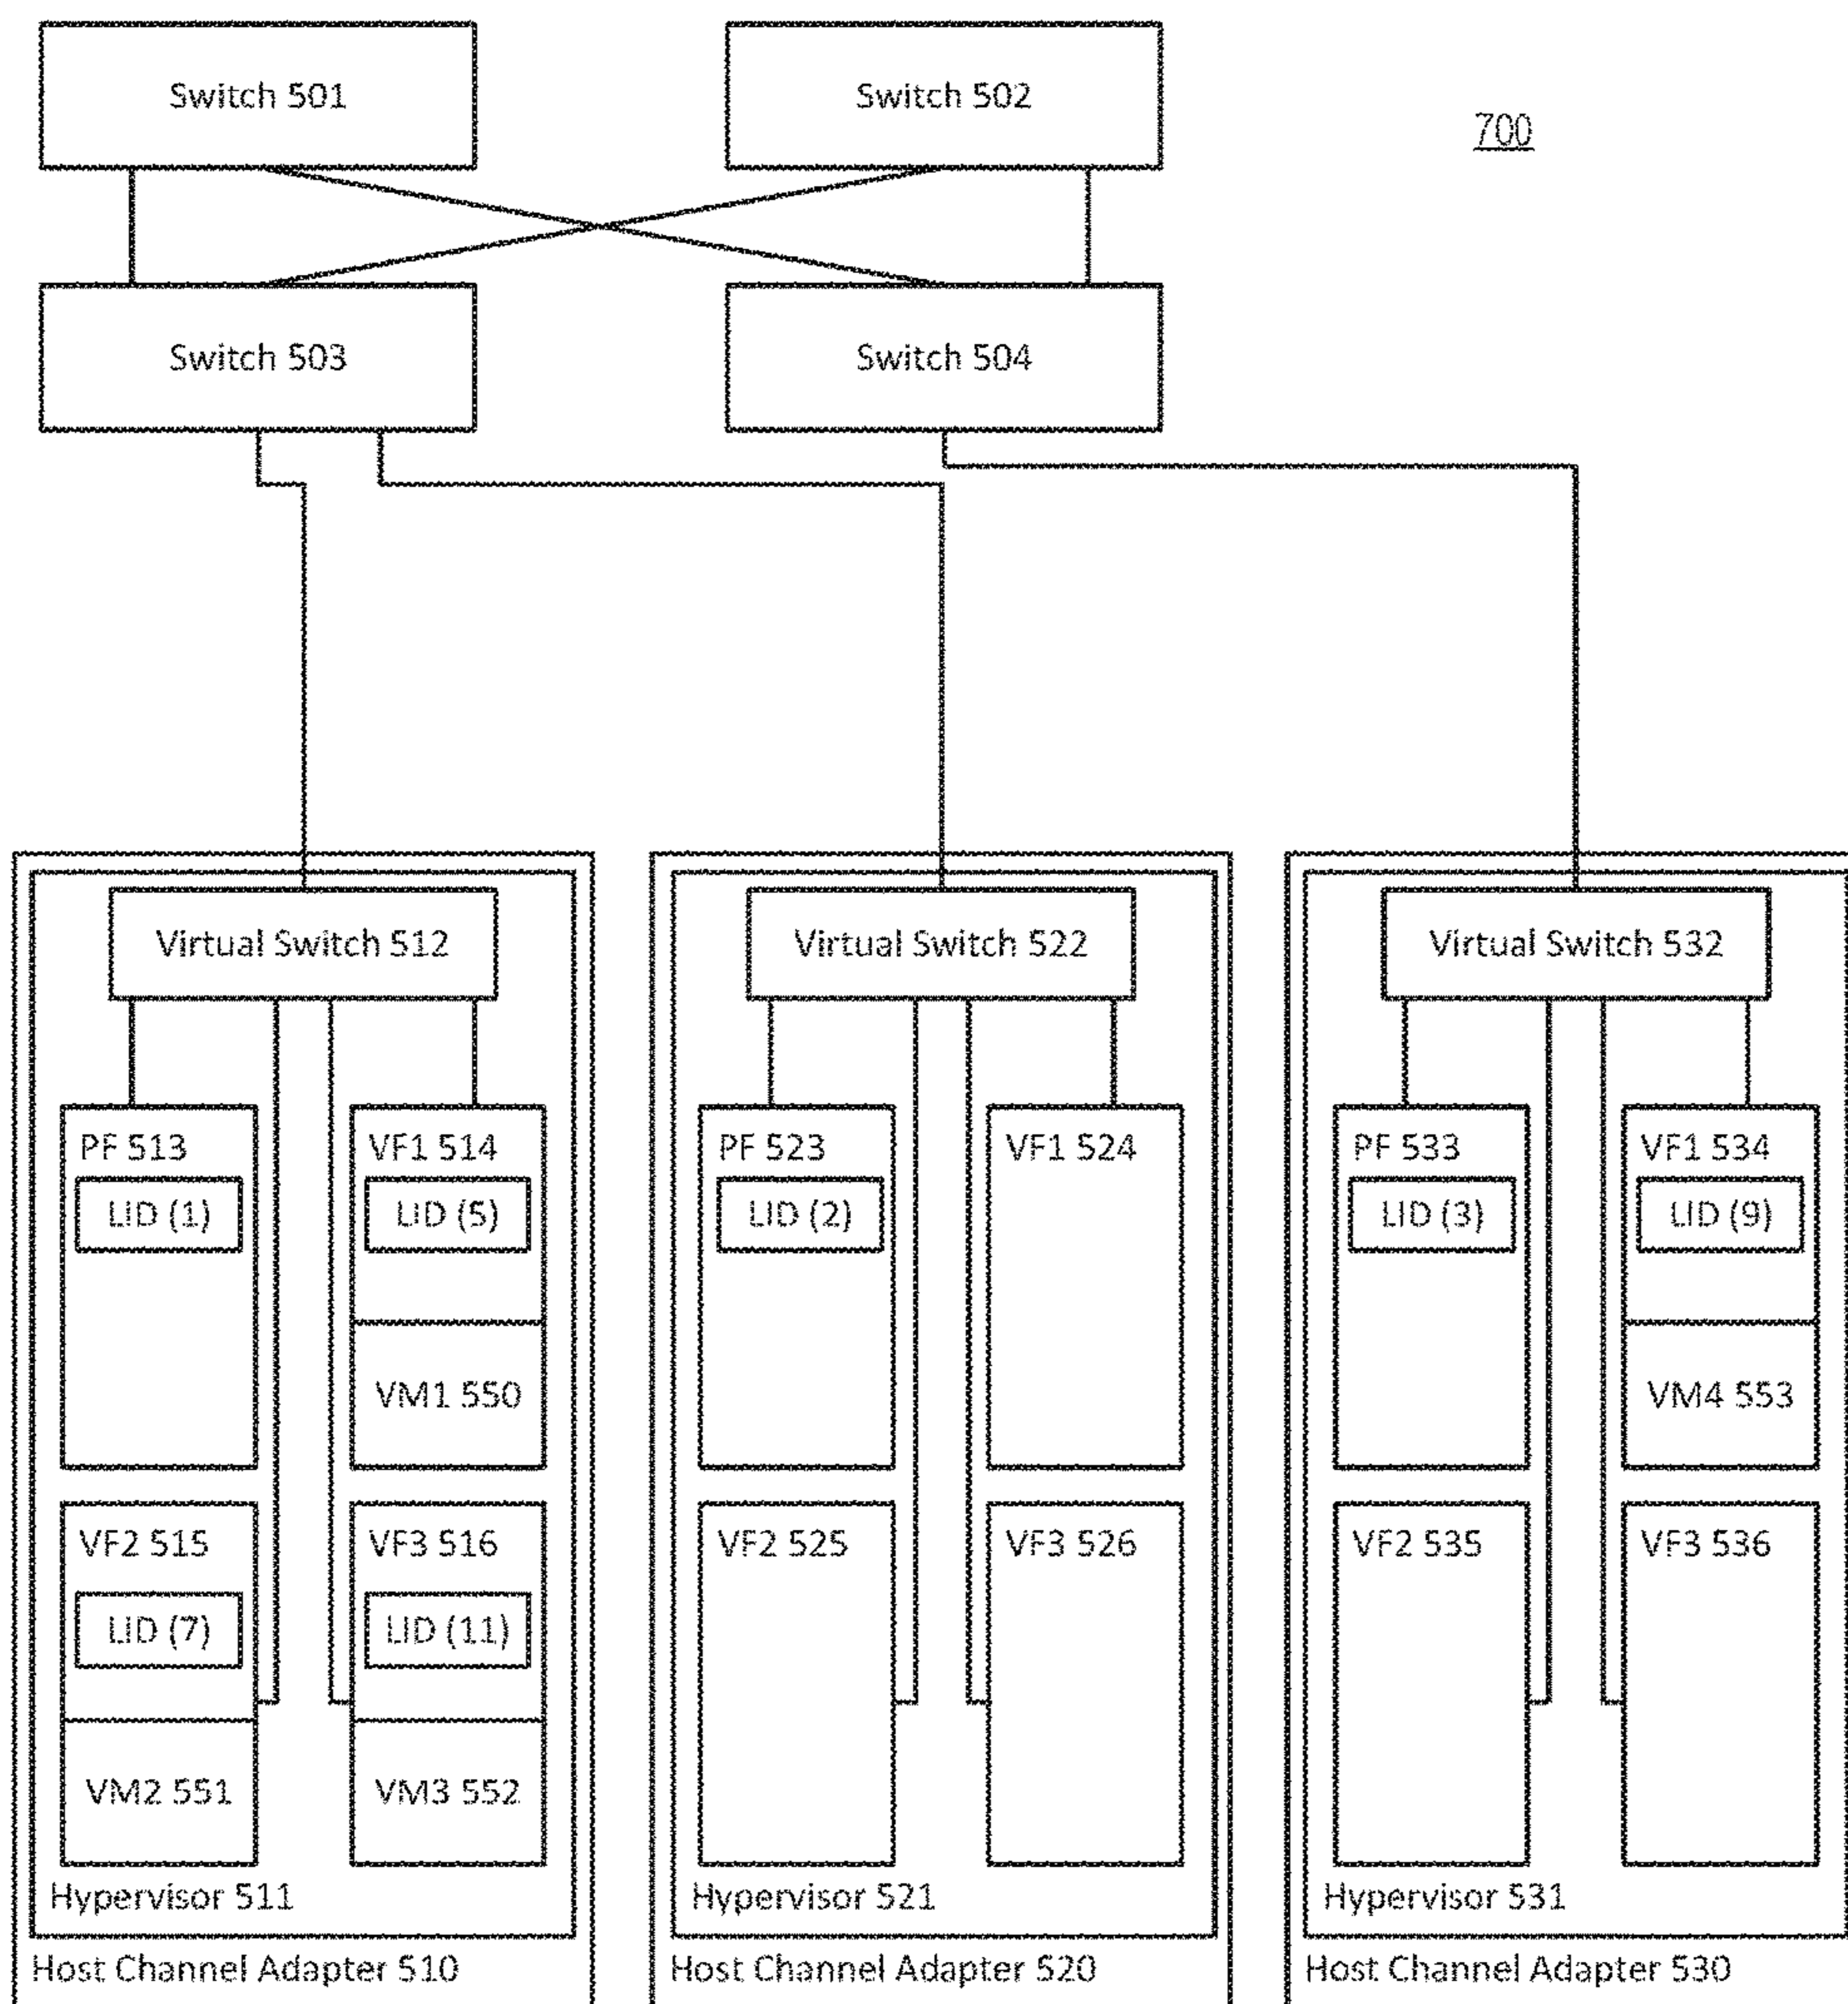 Switch 501
Switch 502
700
Switch 503
Switch 504
Virtual Switch 512
Virtual Switch 522
Virtual Switch 532
PF 513
LID (1)
VF1 514
LID (5)
VM1 550
PF 523
LID (2)
VF1 524
PF 533
LID (3)
VF1 534
LID (9)
VM4 553
VF2 515
LID (7)
VM2 551
VF3 516
LID (11)
VM3 552
VF2 525
VF3 526
VF2 535
VF3 536
Hypervisor 511
Hypervisor 521
Hypervisor 531
Host Channel Adapter 510
Host Channel Adapter 520
Host Channel Adapter 530